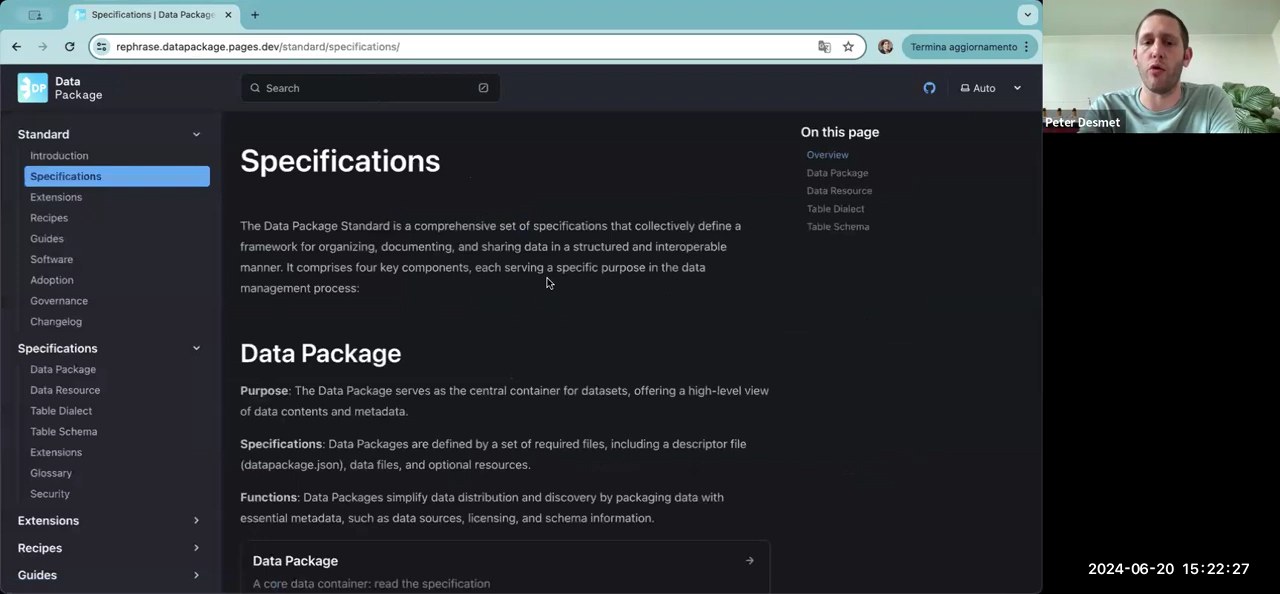 Specifications | Data Package
rephrase.datapackage.pages.dev/standard/specifications/
Termina aggiornamento
Data
Package
Search
Auto
Standard
Introduction
Specifications
Extensions
Recipes
Guides
Software
Adoption
Governance
Changelog
Specifications
Data Package
Data Resource
Table Dialect
Table Schema
Extensions
Glossary
Security
Extensions
Recipes
Guides
Specifications
The Data Package Standard is a comprehensive set of specifications that collectively define a
framework for organizing, documenting, and sharing data in a structured and interoperable
manner. It comprises four key components, each serving a specific purpose in the data
management process:
Data Package
Purpose: The Data Package serves as the central container for datasets, offering a high-level view
of data contents and metadata.
Specifications: Data Packages are defined by a set of required files, including a descriptor file
(datapackage.json), data files, and optional resources.
Functions: Data Packages simplify data distribution and discovery by packaging data with
essential metadata, such as data sources, licensing, and schema information.
Data Package
A core data container: read the specification
On this page
Overview
Data Package
Data Resource
Table Dialect
Table Schema
Peter Desmet
2024-06-20 15:22:27
DP